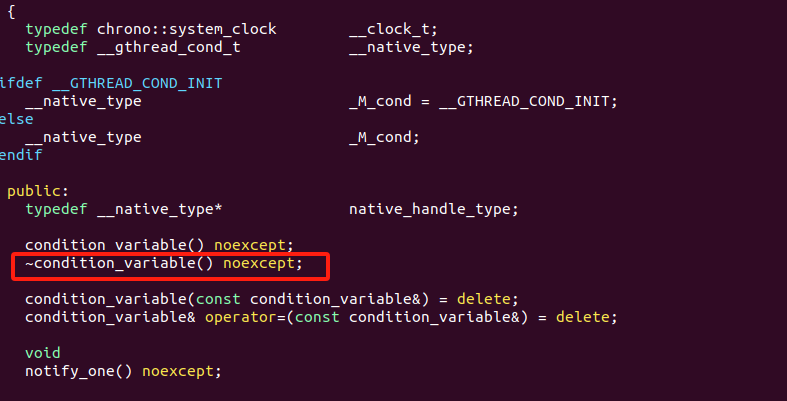 {
typedef chrono::system_clock __clock_t;
typedef __gthread_cond_t __native_type;
ifdef __GTHREAD_COND_INIT
__native_type _M_cond = __GTHREAD_COND_INIT;
else
__native_type _M_cond;
endif
public:
typedef __native_type* native_handle_type;
condition_variable() noexcept;
~condition_variable() noexcept;
condition_variable(const condition_variable&) = delete;
condition_variable& operator=(const condition_variable&) = delete;
void
notify_one() noexcept;